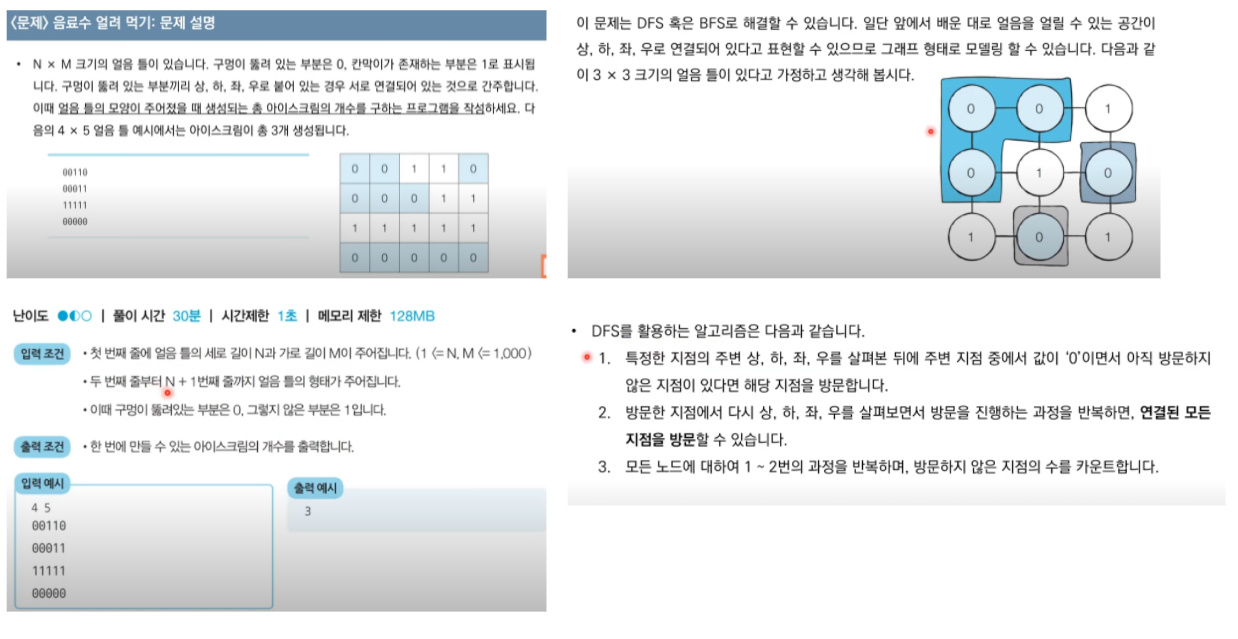 〈문제〉 음료수 얼려 먹기: 문제 설명
• N × M 크기의 얼음 틀이 있습니다. 구멍이 뚫려 있는 부분은 0, 칸막이가 존재하는 부분은 1로 표시됩
니다. 구멍이 뚫려 있는 부분끼리 상, 하, 좌, 우로 붙어 있는 경우 서로 연결되어 있는 것으로 간주합니다.
이때 얼음 틀의 모양이 주어졌을 때 생성되는 총 아이스크림의 개수를 구하는 프로그램을 작성하세요. 다
음의 4 × 5 얼음 틀 예시에서는 아이스크림이 총 3개 생성됩니다.
00110
00011
11111
00000
0 0 1 1 0
0 0 0 1 1
1 1 1 1 1
0 0 0 0 0
난이도 | 풀이 시간 30분 | 시간제한 1초 | 메모리 제한 128MB
입력 조건 • 첫 번째 줄에 얼음 틀의 세로 길이 N과 가로 길이 M이 주어집니다. (1 <= N, M <= 1,000)
• 두 번째 줄부터 N + 1번째 줄까지 얼음 틀의 형태가 주어집니다.
• 이때 구멍이 뚫려있는 부분은 0, 그렇지 않은 부분은 1입니다.
출력 조건 • 한 번에 만들 수 있는 아이스크림의 개수를 출력합니다.
입력 예시
4 5
00110
00011
11111
00000
출력 예시
3
이 문제는 DFS 혹은 BFS로 해결할 수 있습니다. 일단 앞에서 배운 대로 얼음을 얼릴 수 있는 공간이
상, 하, 좌, 우로 연결되어 있다고 표현할 수 있으므로 그래프 형태로 모델링 할 수 있습니다. 다음과 같
이 3 × 3 크기의 얼음 틀이 있다고 가정하고 생각해 봅시다.
0 0 1
0 1 0
1 0 1
• DFS를 활용하는 알고리즘은 다음과 같습니다.
1. 특정한 지점의 주변 상, 하, 좌, 우를 살펴본 뒤에 주변 지점 중에서 값이 ‘0’이면서 아직 방문하지
않은 지점이 있다면 해당 지점을 방문합니다.
2. 방문한 지점에서 다시 상, 하, 좌, 우를 살펴보면서 방문을 진행하는 과정을 반복하면, 연결된 모든
지점을 방문할 수 있습니다.
3. 모든 노드에 대하여 1 ~ 2번의 과정을 반복하며, 방문하지 않은 지점의 수를 카운트합니다.